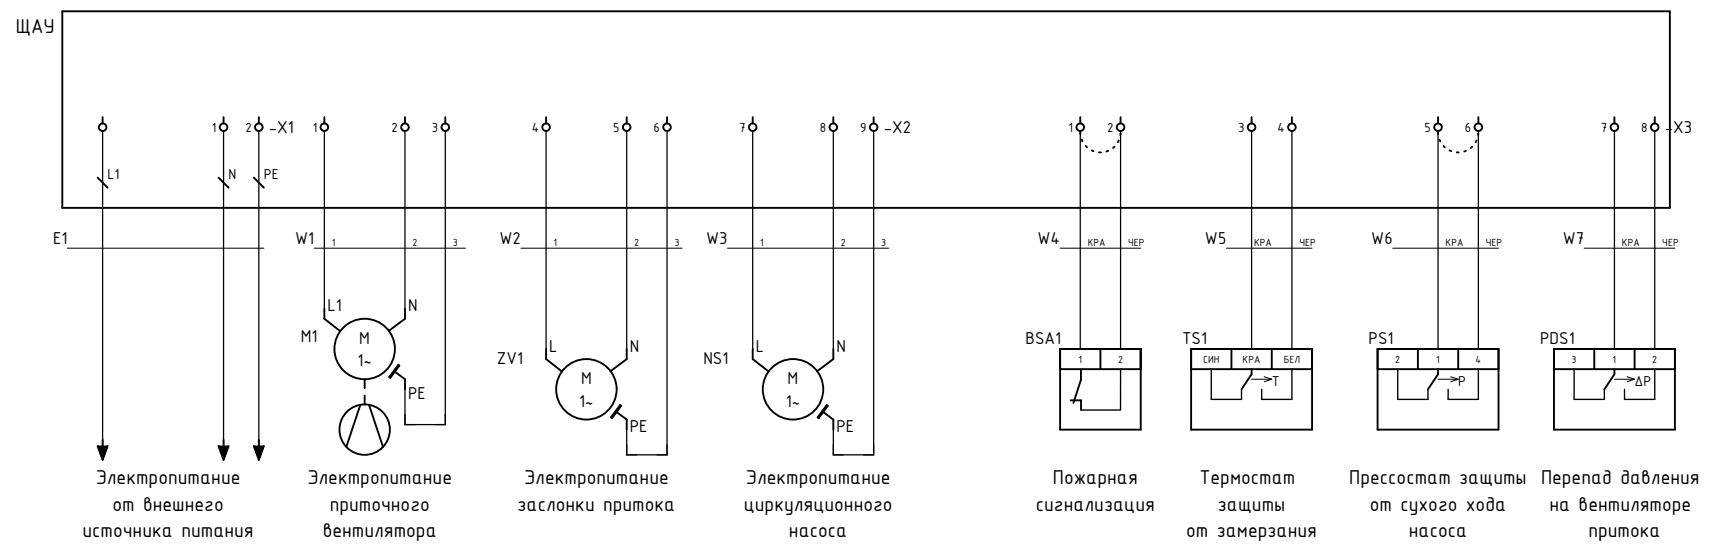 ЩАУ
1 2 -X1 1 2 3 4 5 6 7 8 9 -X2 1 2 3 4 5 6 7 8 -X3
L1 N PE
E1 W1 1 2 3 W2 1 2 3 W3 1 2 3 W4 КРА ЧЕР W5 КРА ЧЕР W6 КРА ЧЕР W7 КРА ЧЕР
L1 N
M1 M 1~ PE
ZV1 L N M 1~ PE
NS1 L N M 1~ PE
BSA1 1 2
TS1 СИН КРА БЕЛ T
PS1 2 1 4 P
PDS1 3 1 2 ΔP
Электропитание
от внешнего
источника питания
Электропитание
приточного
вентилятора
Электропитание
заслонки притока
Электропитание
циркуляционного
насоса
Пожарная
сигнализация
Термостат
защиты
от замерзания
Прессостат защиты
от сухого хода
насоса
Перепад давления
на вентиляторе
притока